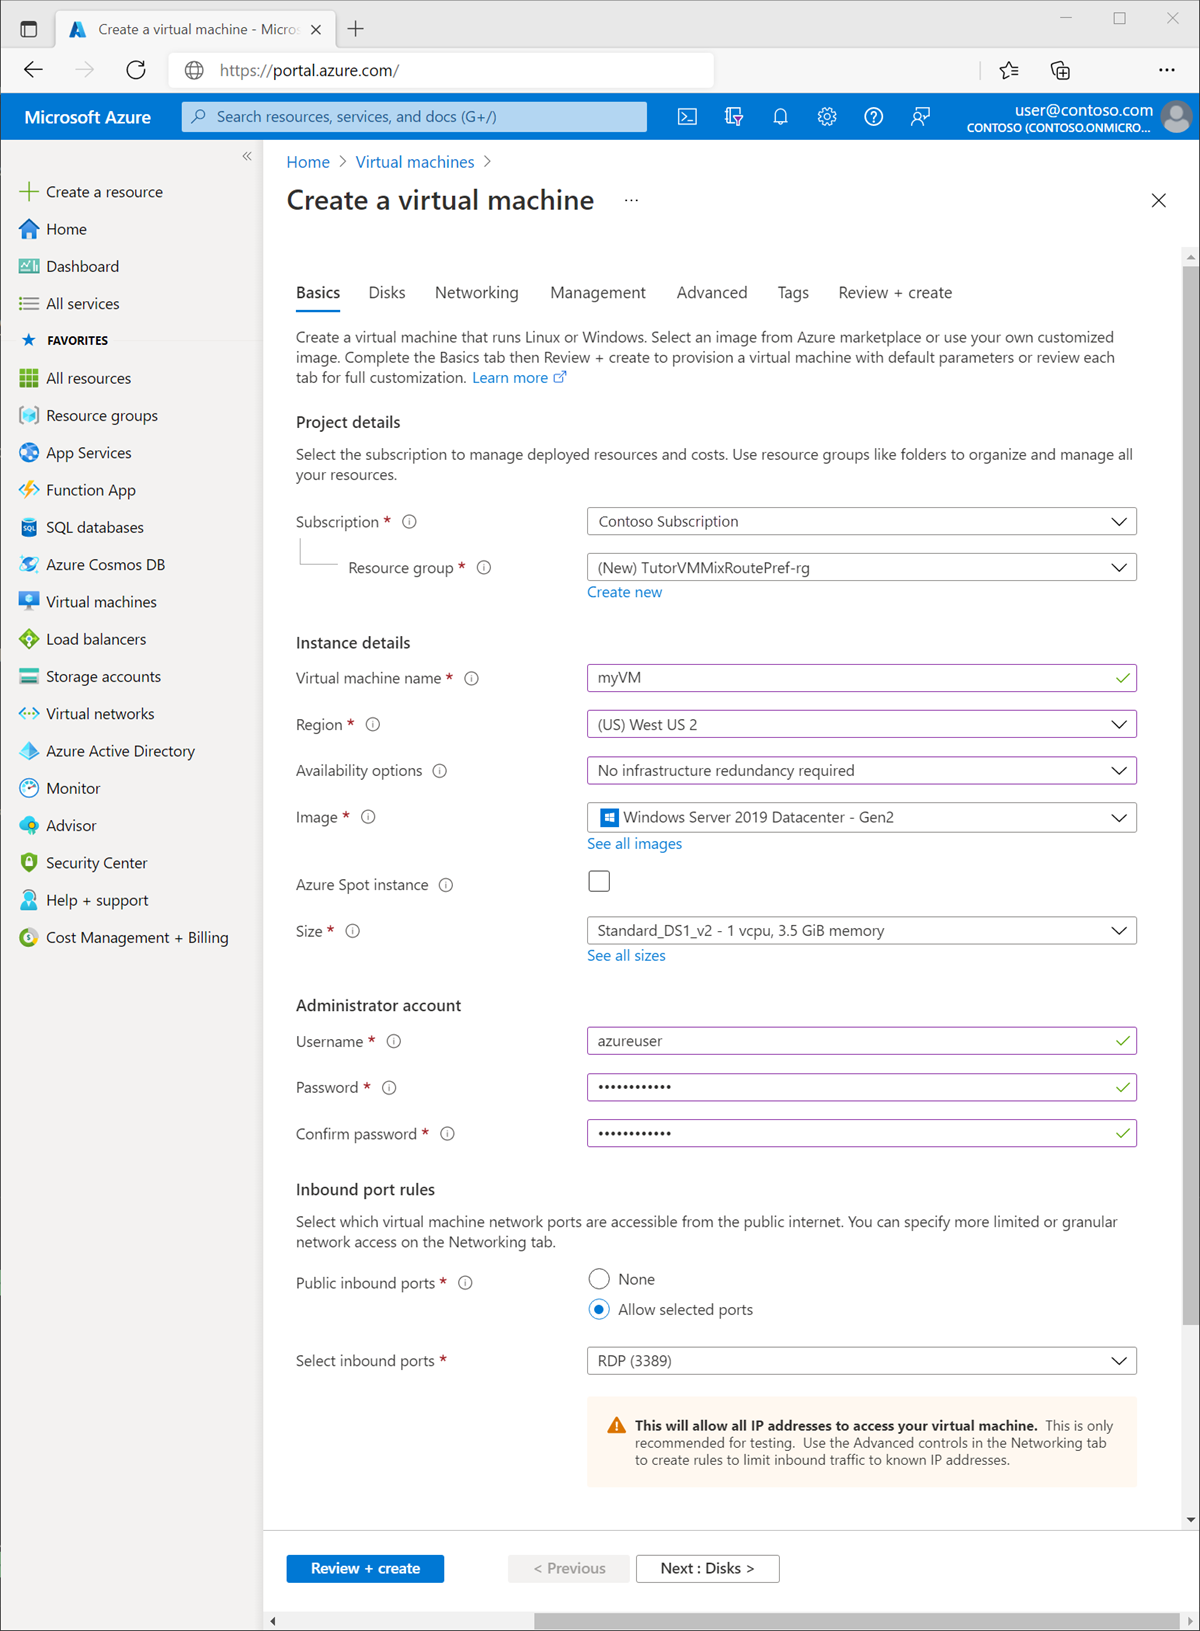 Create a virtual machine - Micros
https://portal.azure.com/
Microsoft Azure
Search resources, services, and docs (G+/)
user@contoso.com
CONTOSO (CONTOSO.ONMICRO...
Create a resource
Home
Dashboard
All services
FAVORITES
All resources
Resource groups
App Services
Function App
SQL databases
Azure Cosmos DB
Virtual machines
Load balancers
Storage accounts
Virtual networks
Azure Active Directory
Monitor
Advisor
Security Center
Help + support
Cost Management + Billing
Home > Virtual machines >
Create a virtual machine ...
Basics Disks Networking Management Advanced Tags Review + create
Create a virtual machine that runs Linux or Windows. Select an image from Azure marketplace or use your own customized
image. Complete the Basics tab then Review + create to provision a virtual machine with default parameters or review each
tab for full customization. Learn more
Project details
Select the subscription to manage deployed resources and costs. Use resource groups like folders to organize and manage all
your resources.
Subscription * Contoso Subscription
Resource group * (New) TutorVMMixRoutePref-rg
Create new
Instance details
Virtual machine name * myVM
Region * (US) West US 2
Availability options No infrastructure redundancy required
Image * Windows Server 2019 Datacenter - Gen2
See all images
Azure Spot instance
Size * Standard_DS1_v2 - 1 vcpu, 3.5 GiB memory
See all sizes
Administrator account
Username * azureuser
Password * ••••••••••••
Confirm password * ••••••••••••
Inbound port rules
Select which virtual machine network ports are accessible from the public internet. You can specify more limited or granular
network access on the Networking tab.
Public inbound ports * None
Allow selected ports
Select inbound ports * RDP (3389)
This will allow all IP addresses to access your virtual machine. This is only
recommended for testing. Use the Advanced controls in the Networking tab
to create rules to limit inbound traffic to known IP addresses.
Review + create < Previous Next : Disks >